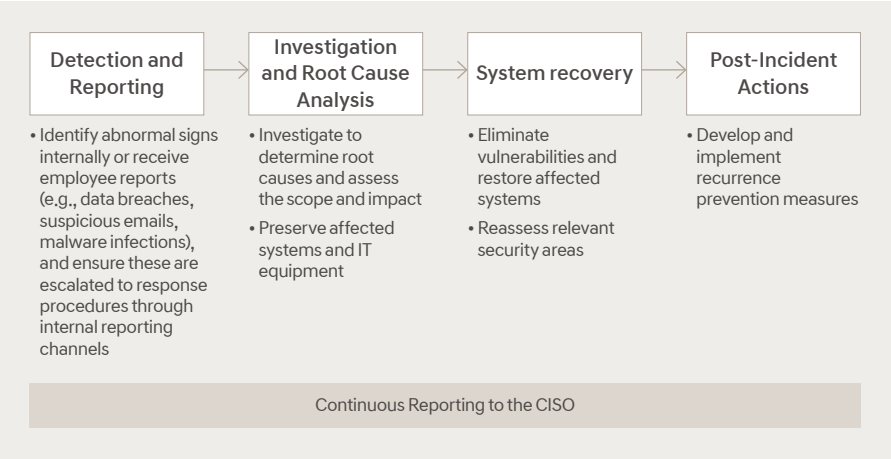 Detection and
Reporting
• Identify abnormal signs
internally or receive
employee reports
(e.g., data breaches,
suspicious emails,
malware infections),
and ensure these are
escalated to response
procedures through
internal reporting
channels
Investigation
and Root Cause
Analysis
• Investigate to
determine root
causes and assess
the scope and impact
• Preserve affected
systems and IT
equipment
System recovery
• Eliminate
vulnerabilities and
restore affected
systems
• Reassess relevant
security areas
Post-Incident
Actions
• Develop and
implement
recurrence
prevention measures
Continuous Reporting to the CISO